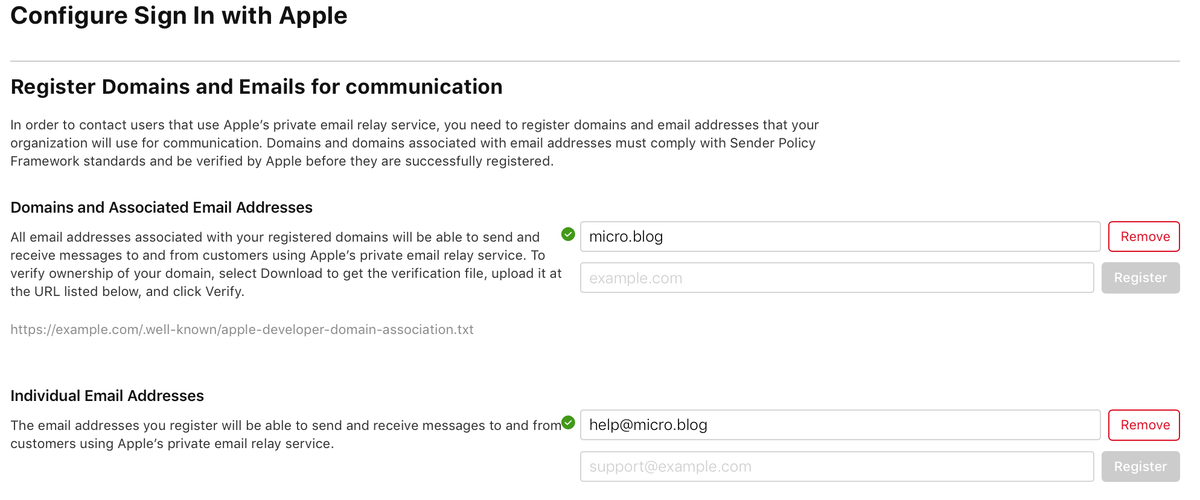 Configure Sign In with Apple
Register Domains and Emails for communication
In order to contact users that use Apple’s private email relay service, you need to register domains and email addresses that your
organization will use for communication. Domains and domains associated with email addresses must comply with Sender Policy
Framework standards and be verified by Apple before they are successfully registered.
Domains and Associated Email Addresses
All email addresses associated with your registered domains will be able to send and
receive messages to and from customers using Apple’s private email relay service. To
verify ownership of your domain, select Download to get the verification file, upload it at
the URL listed below, and click Verify.
micro.blog
Remove
example.com
Register
https://example.com/.well-known/apple-developer-domain-association.txt
Individual Email Addresses
The email addresses you register will be able to send and receive messages to and from
customers using Apple’s private email relay service.
help@micro.blog
Remove
support@example.com
Register